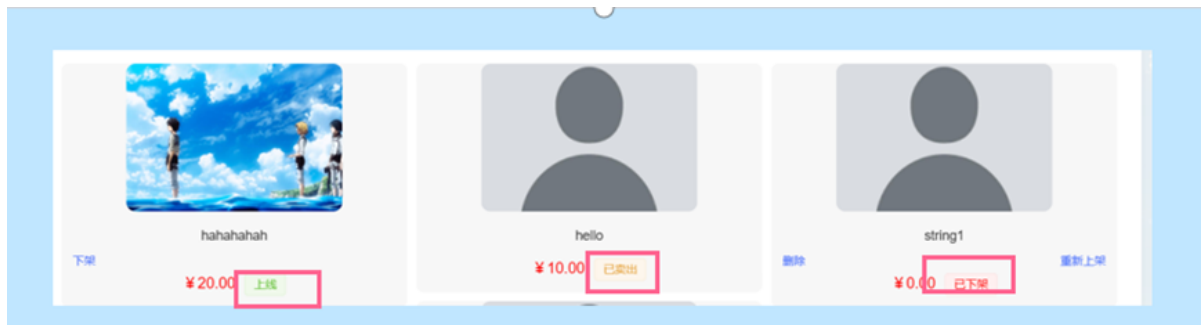 hahahahah
下架
¥20.00 上线
hello
¥10.00 已卖出
string1
删除 重新上架
¥0.00 已下架